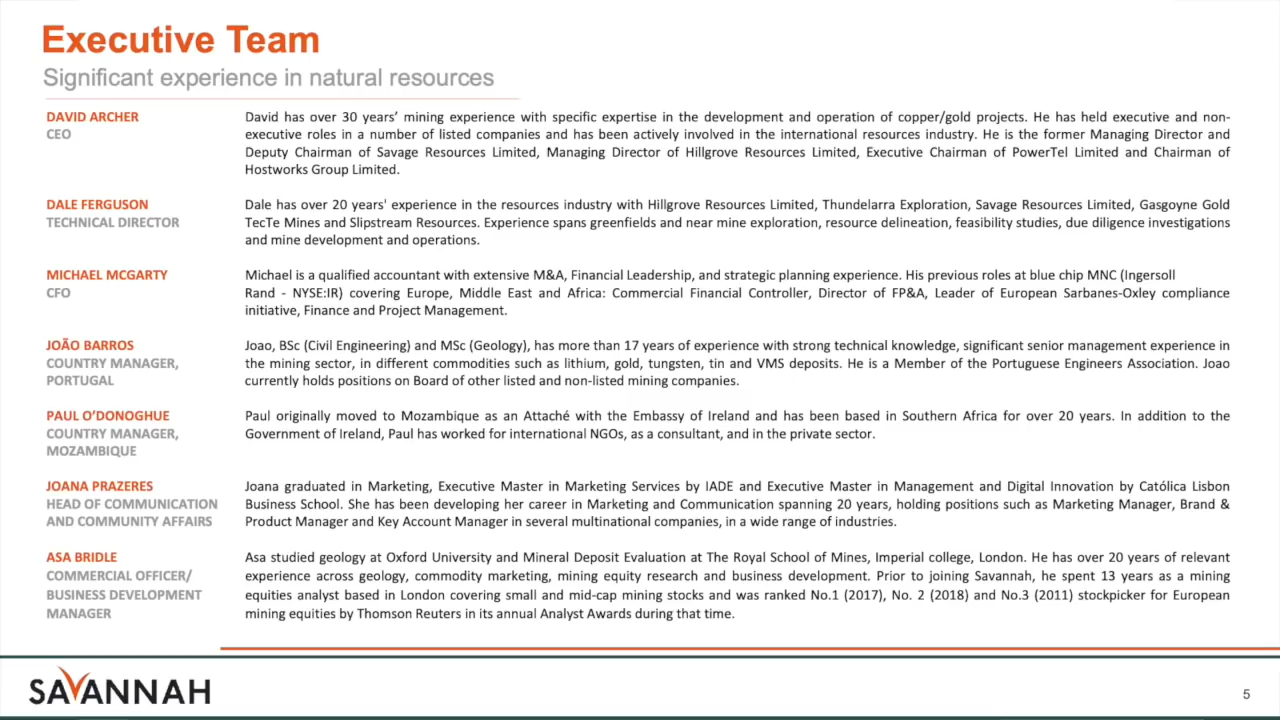 Executive Team
Significant experience in natural resources
DAVID ARCHER
CEO
David has over 30 years’ mining experience with specific expertise in the development and operation of copper/gold projects. He has held executive and non-
executive roles in a number of listed companies and has been actively involved in the international resources industry. He is the former Managing Director and
Deputy Chairman of Savage Resources Limited, Managing Director of Hillgrove Resources Limited, Executive Chairman of PowerTel Limited and Chairman of
Hostworks Group Limited.
DALE FERGUSON
TECHNICAL DIRECTOR
Dale has over 20 years' experience in the resources industry with Hillgrove Resources Limited, Thundelarra Exploration, Savage Resources Limited, Gasgoyne Gold
TecTe Mines and Slipstream Resources. Experience spans greenfields and near mine exploration, resource delineation, feasibility studies, due diligence investigations
and mine development and operations.
MICHAEL MCGARTY
CFO
Michael is a qualified accountant with extensive M&A, Financial Leadership, and strategic planning experience. His previous roles at blue chip MNC (Ingersoll
Rand - NYSE:IR) covering Europe, Middle East and Africa: Commercial Financial Controller, Director of FP&A, Leader of European Sarbanes-Oxley compliance
initiative, Finance and Project Management.
JOÃO BARROS
COUNTRY MANAGER,
PORTUGAL
Joao, BSc (Civil Engineering) and MSc (Geology), has more than 17 years of experience with strong technical knowledge, significant senior management experience in
the mining sector, in different commodities such as lithium, gold, tungsten, tin and VMS deposits. He is a Member of the Portuguese Engineers Association. Joao
currently holds positions on Board of other listed and non-listed mining companies.
PAUL O’DONOGHUE
COUNTRY MANAGER,
MOZAMBIQUE
Paul originally moved to Mozambique as an Attaché with the Embassy of Ireland and has been based in Southern Africa for over 20 years. In addition to the
Government of Ireland, Paul has worked for international NGOs, as a consultant, and in the private sector.
JOANA PRAZERES
HEAD OF COMMUNICATION
AND COMMUNITY AFFAIRS
Joana graduated in Marketing, Executive Master in Marketing Services by IADE and Executive Master in Management and Digital Innovation by Católica Lisbon
Business School. She has been developing her career in Marketing and Communication spanning 20 years, holding positions such as Marketing Manager, Brand &
Product Manager and Key Account Manager in several multinational companies, in a wide range of industries.
ASA BRIDLE
COMMERCIAL OFFICER/
BUSINESS DEVELOPMENT
MANAGER
Asa studied geology at Oxford University and Mineral Deposit Evaluation at The Royal School of Mines, Imperial college, London. He has over 20 years of relevant
experience across geology, commodity marketing, mining equity research and business development. Prior to joining Savannah, he spent 13 years as a mining
equities analyst based in London covering small and mid-cap mining stocks and was ranked No.1 (2017), No. 2 (2018) and No.3 (2011) stockpicker for European
mining equities by Thomson Reuters in its annual Analyst Awards during that time.
SAVANNAH
5